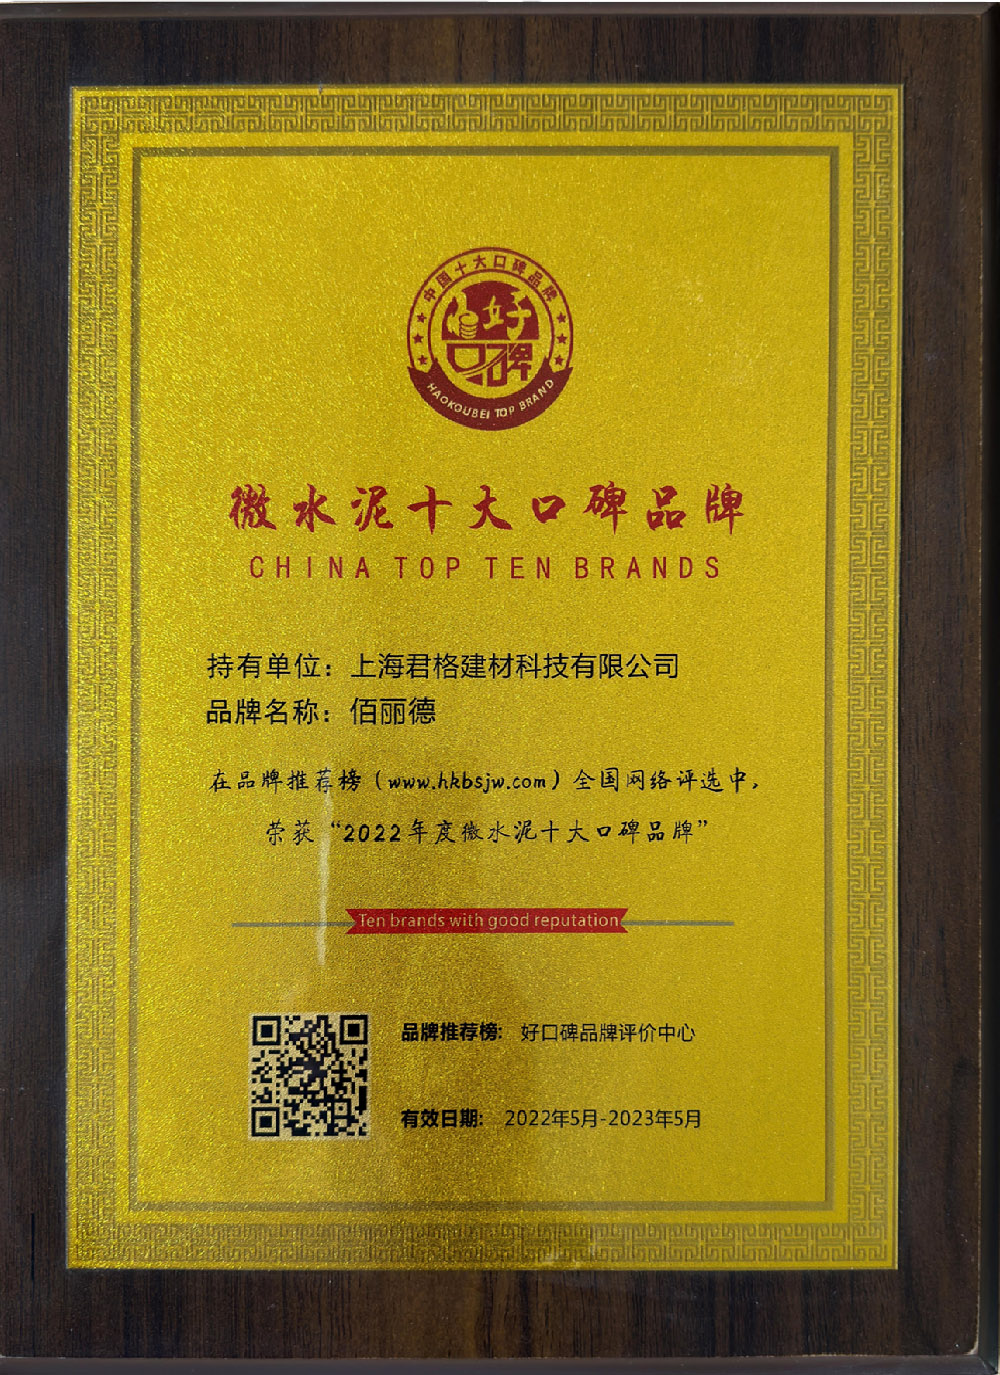 中国十大口碑品牌
好
口碑
HAOKOUBEI TOP BRAND
微水泥十大口碑品牌
CHINA TOP TEN BRANDS
持有单位：上海君格建材科技有限公司
品牌名称：佰丽德
在品牌推荐榜（www.hkbsjw.com）全国网络评选中，
荣获“2022年度微水泥十大口碑品牌”
Ten brands with good reputation
品牌推荐榜: 好口碑品牌评价中心
有效日期: 2022年5月-2023年5月